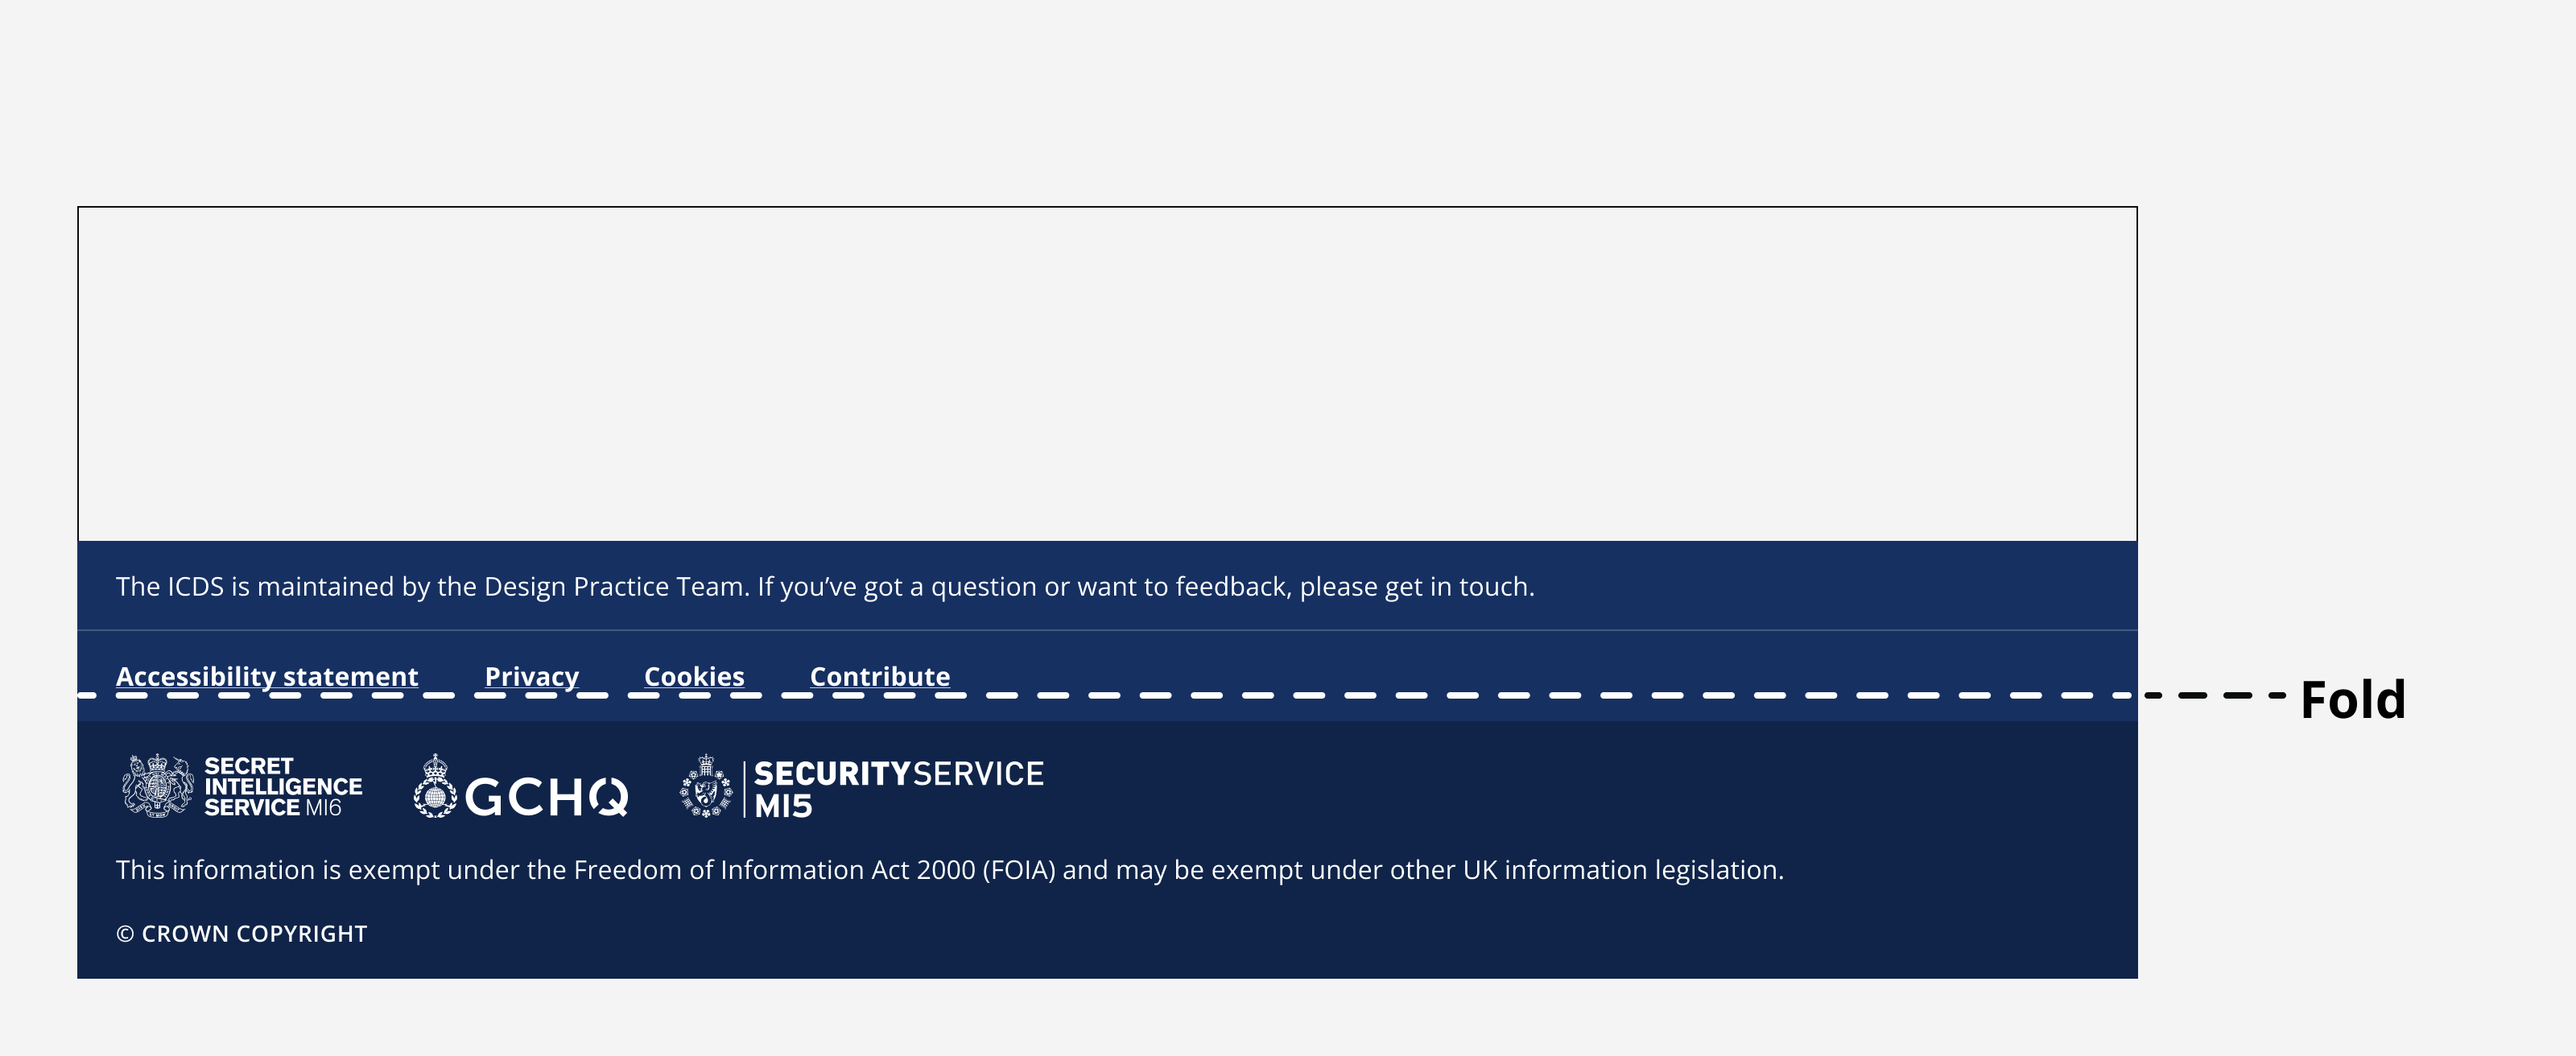 The ICDS is maintained by the Design Practice Team. If you’ve got a question or want to feedback, please get in touch.
Accessibility statement Privacy Cookies Contribute
Fold
SECRET
INTELLIGENCE
SERVICE MI6
GCHQ
SECURITYSERVICE
MI5
This information is exempt under the Freedom of Information Act 2000 (FOIA) and may be exempt under other UK information legislation.
© CROWN COPYRIGHT